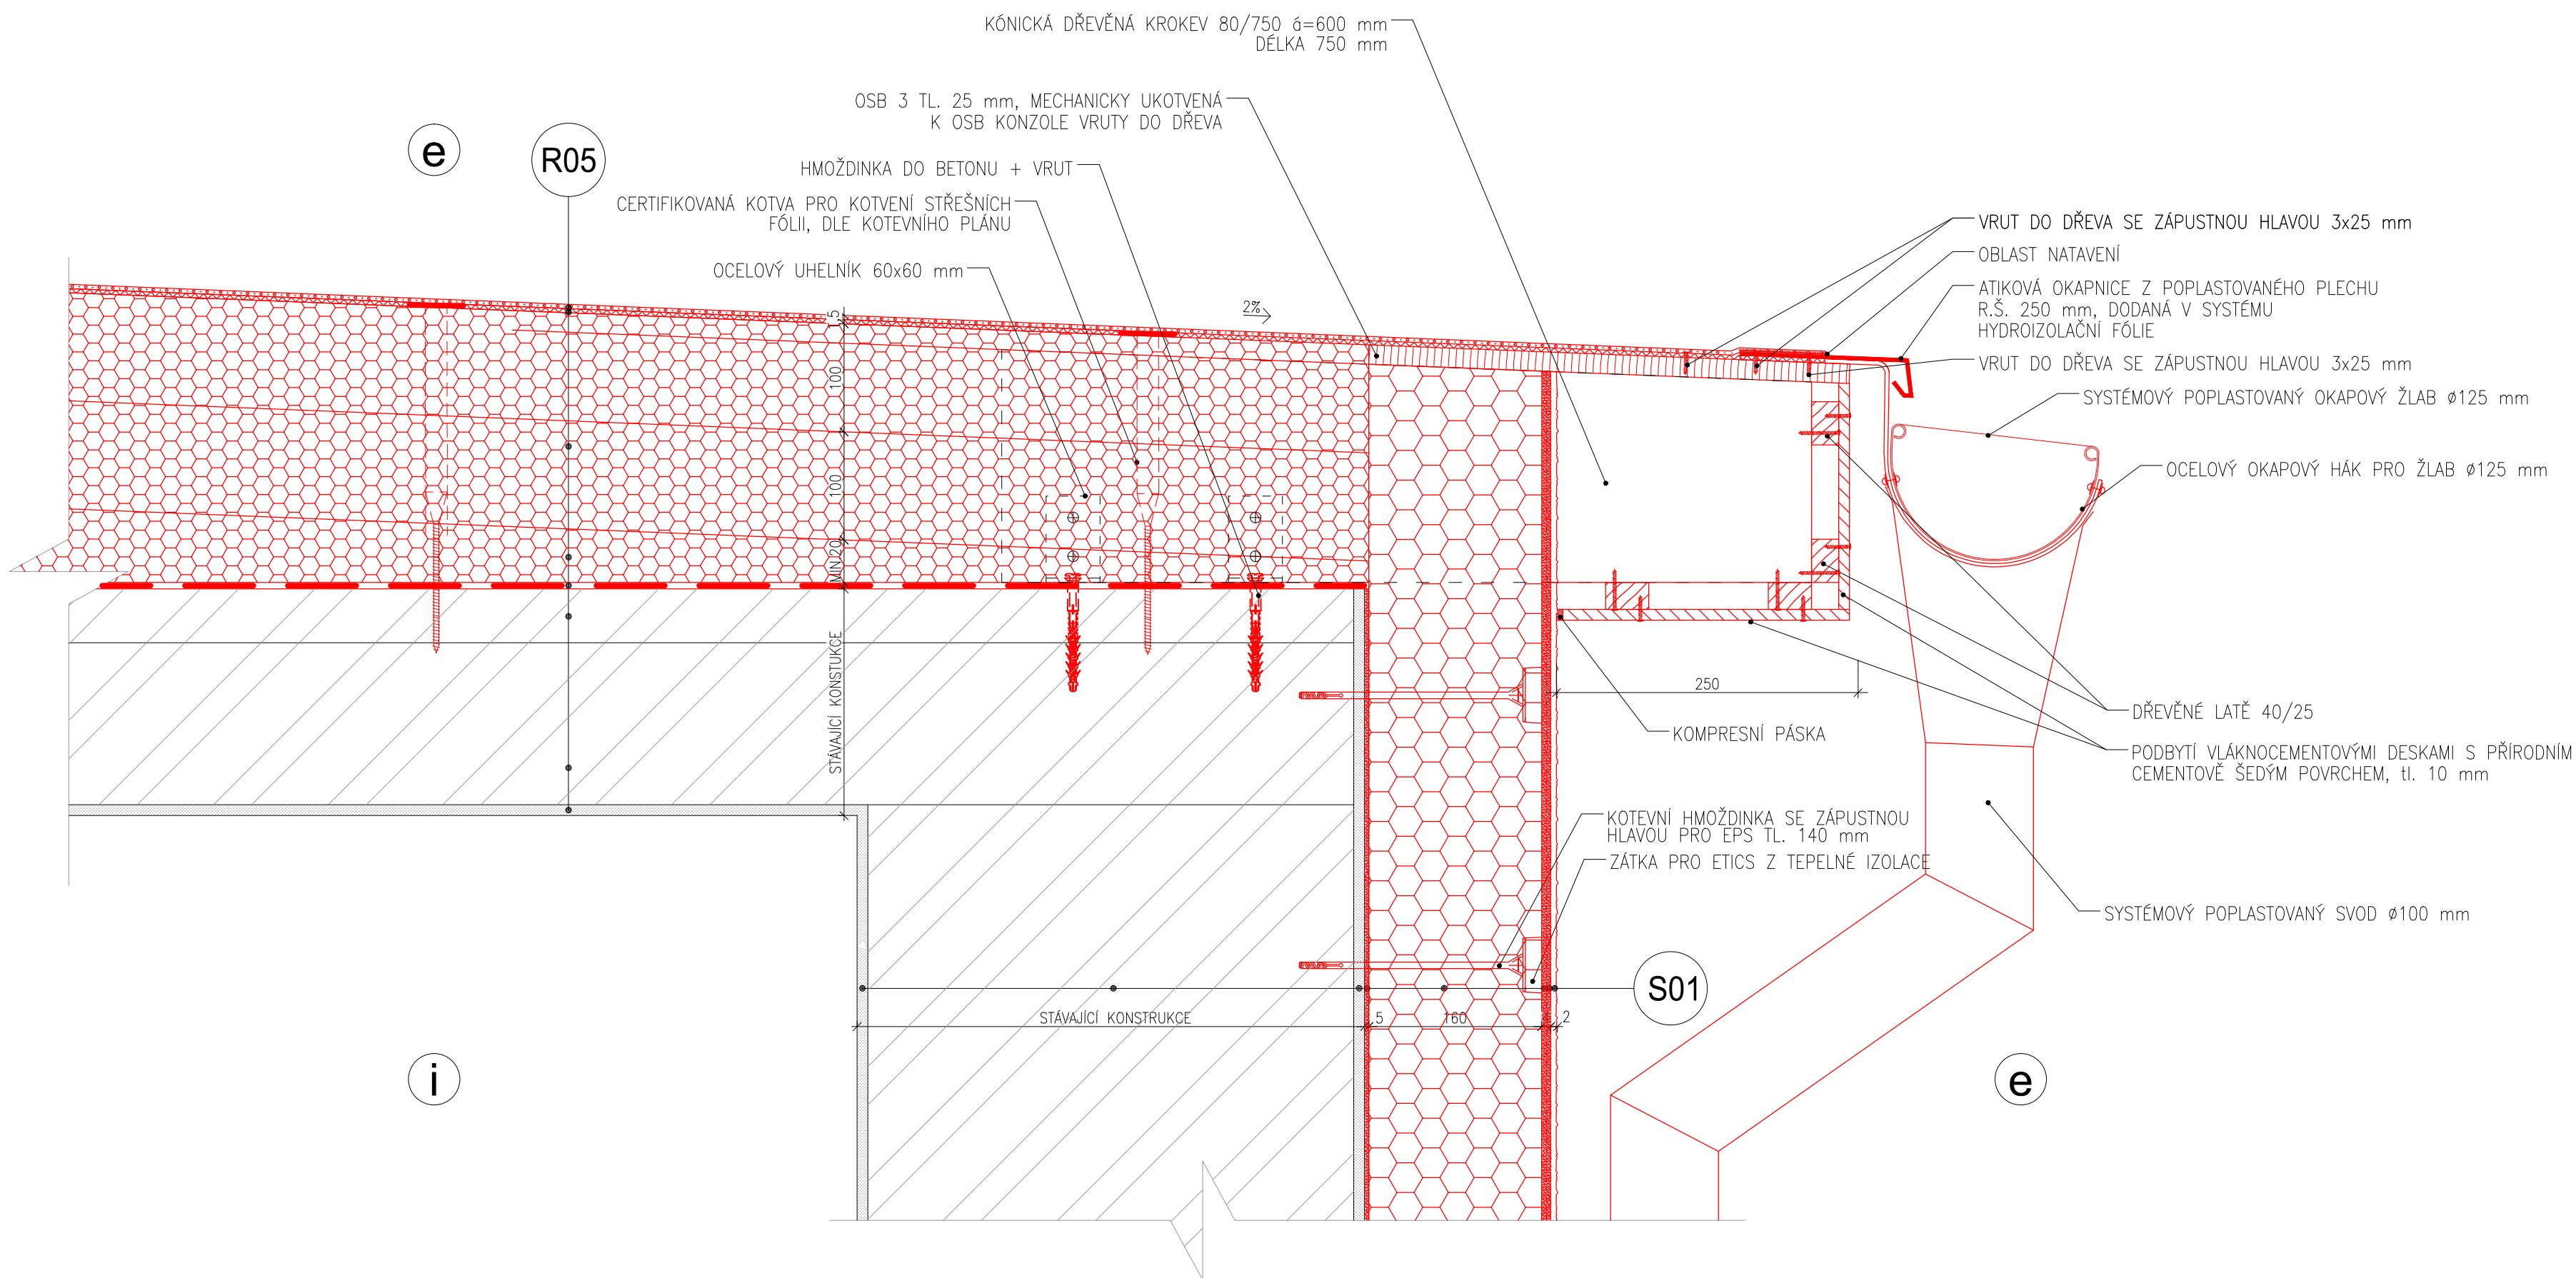 KÓNICKÁ DŘEVĚNÁ KROKEV 80/750 á=600 mm
DÉLKA 750 mm
OSB 3 TL. 25 mm, MECHANICKY UKOTVENÁ
K OSB KONZOLE VRUTY DO DŘEVA
e
R05
HMOŽDINKA DO BETONU + VRUT
CERTIFIKOVANÁ KOTVA PRO KOTVENÍ STŘEŠNÍCH
FÓLII, DLE KOTEVNÍHO PLÁNU
OCELOVÝ UHELNÍK 60x60 mm
VRUT DO DŘEVA SE ZÁPUSTNOU HLAVOU 3x25 mm
OBLAST NATAVENÍ
ATIKOVÁ OKAPNICE Z POPLASTOVANÉHO PLECHU
R.Š. 250 mm, DODANÁ V SYSTÉMU
HYDROIZOLAČNÍ FÓLIE
VRUT DO DŘEVA SE ZÁPUSTNOU HLAVOU 3x25 mm
SYSTÉMOVÝ POPLASTOVANÝ OKAPOVÝ ŽLAB ø125 mm
OCELOVÝ OKAPOVÝ HÁK PRO ŽLAB ø125 mm
2%
1,5
100
100
MIN.20
STÁVAJÍCÍ KONSTUKCE
250
DŘEVĚNÉ LATĚ 40/25
KOMPRESNÍ PÁSKA
PODBYTÍ VLÁKNOCEMENTOVÝMI DESKAMI S PŘÍRODNÍM
CEMENTOVĚ ŠEDÝM POVRCHEM, tl. 10 mm
KOTEVNÍ HMOŽDINKA SE ZÁPUSTNOU
HLAVOU PRO EPS TL. 140 mm
ZÁTKA PRO ETICS Z TEPELNÉ IZOLACE
SYSTÉMOVÝ POPLASTOVANÝ SVOD ø100 mm
S01
STÁVAJÍCÍ KONSTRUKCE
5
160
2
i
e